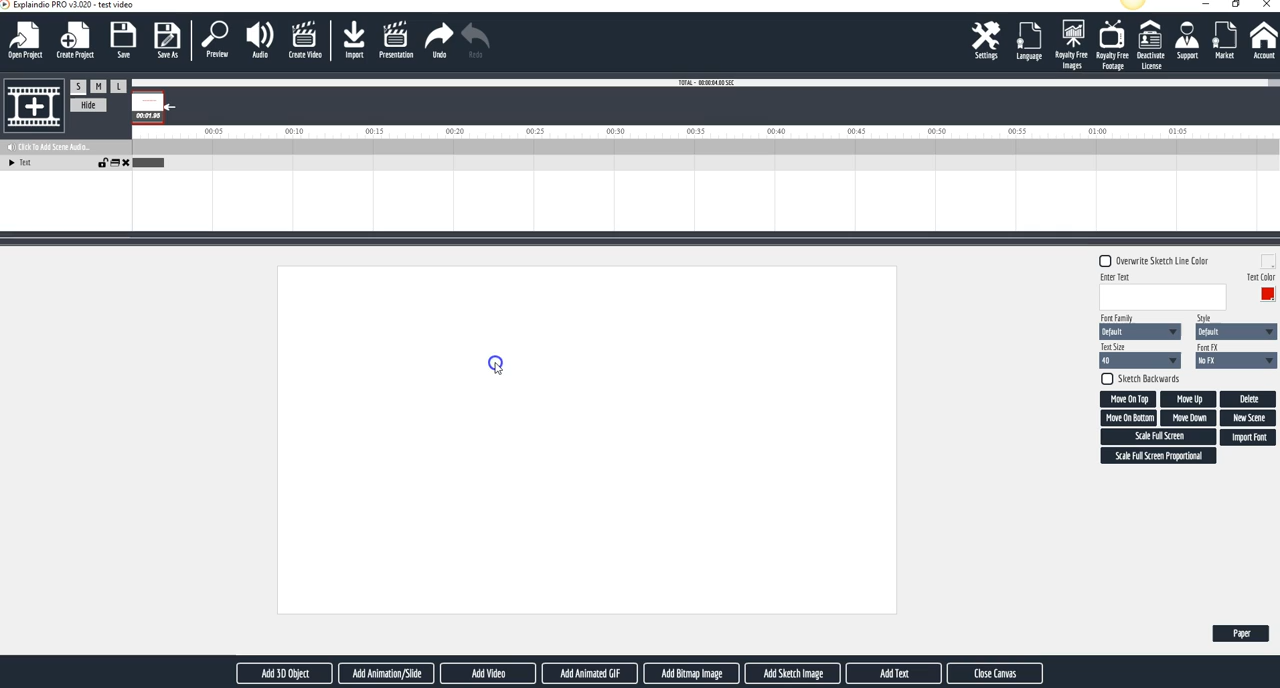 Explaindio PRO v3.020 - test video
Open Project
Create Project
Save
Save As
Preview
Audio
Create Video
Import
Presentation
Undo
Redo
Settings
Language
Royalty Free
Images
Royalty Free
Footage
Deactivate
License
Support
Market
Account
S M L
Hide
TOTAL - 00:00:04.00 SEC
00:01.95
00:05 00:10 00:15 00:20 00:25 00:30 00:35 00:40 00:45 00:50 00:55 01:00 01:05
Click To Add Scene Audio...
Text
Overwrite Sketch Line Color
Enter Text
Text Color
Font Family
Style
Default
Default
Text Size
Font FX
40
No FX
Sketch Backwards
Move On Top
Move Up
Delete
Move On Bottom
Move Down
New Scene
Scale Full Screen
Import Font
Scale Full Screen Proportional
Paper
Add 3D Object
Add Animation/Slide
Add Video
Add Animated GIF
Add Bitmap Image
Add Sketch Image
Add Text
Close Canvas